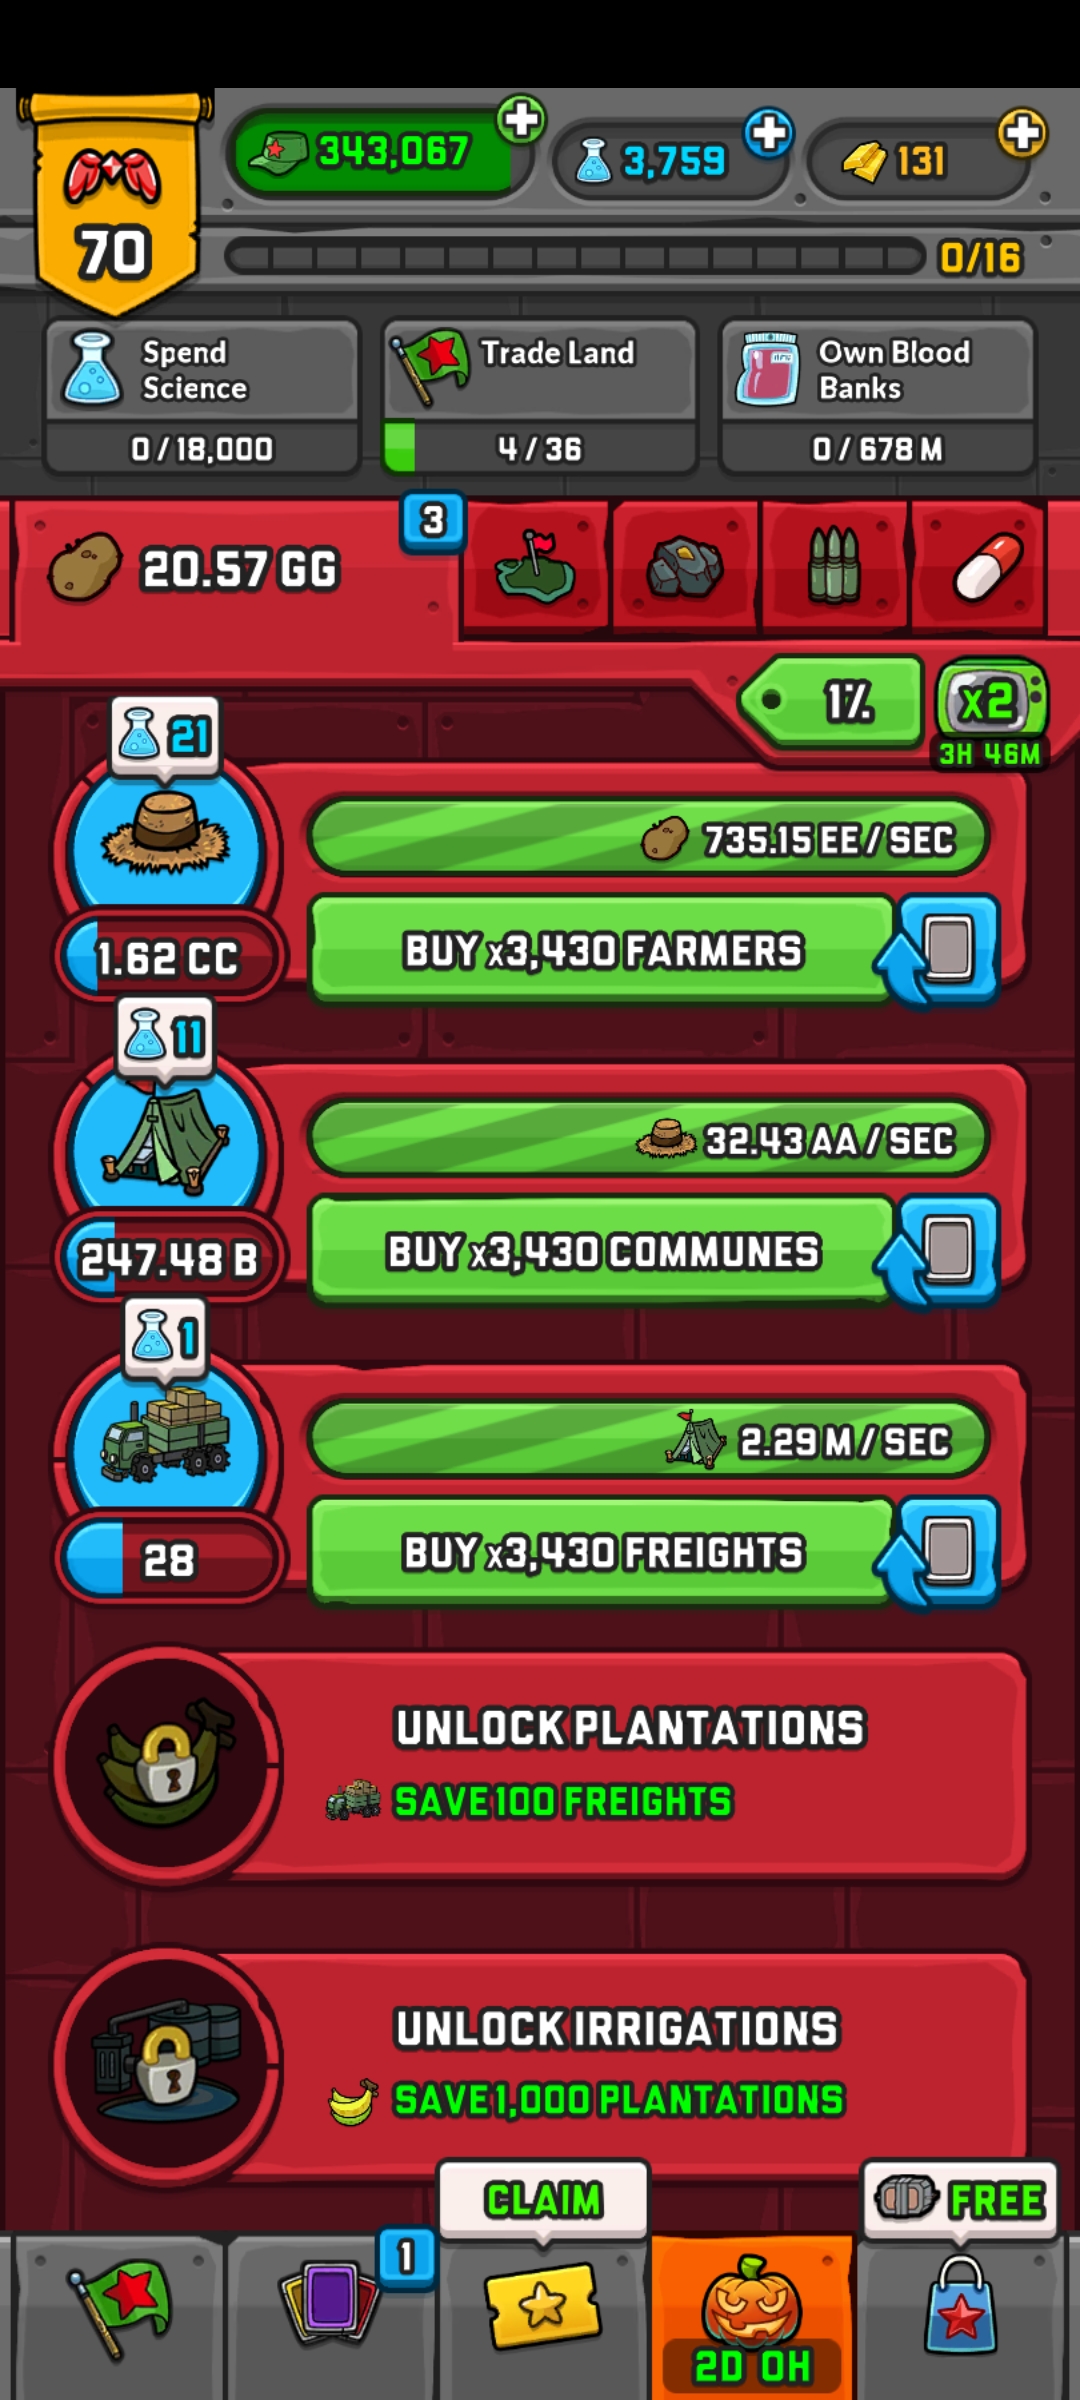 70
343,067
3,759
131
0/16
Spend
Science
0 / 18,000
Trade Land
4 / 36
Own Blood
Banks
0 / 678 M
20.57 GG
3
1%
x2
3H 46M
21
735.15 EE / SEC
1.62 CC
BUY x3,430 FARMERS
11
32.43 AA / SEC
247.48 B
BUY x3,430 COMMUNES
1
2.29 M / SEC
28
BUY x3,430 FREIGHTS
UNLOCK PLANTATIONS
SAVE 100 FREIGHTS
UNLOCK IRRIGATIONS
SAVE 1,000 PLANTATIONS
CLAIM
FREE
1
2D 0H